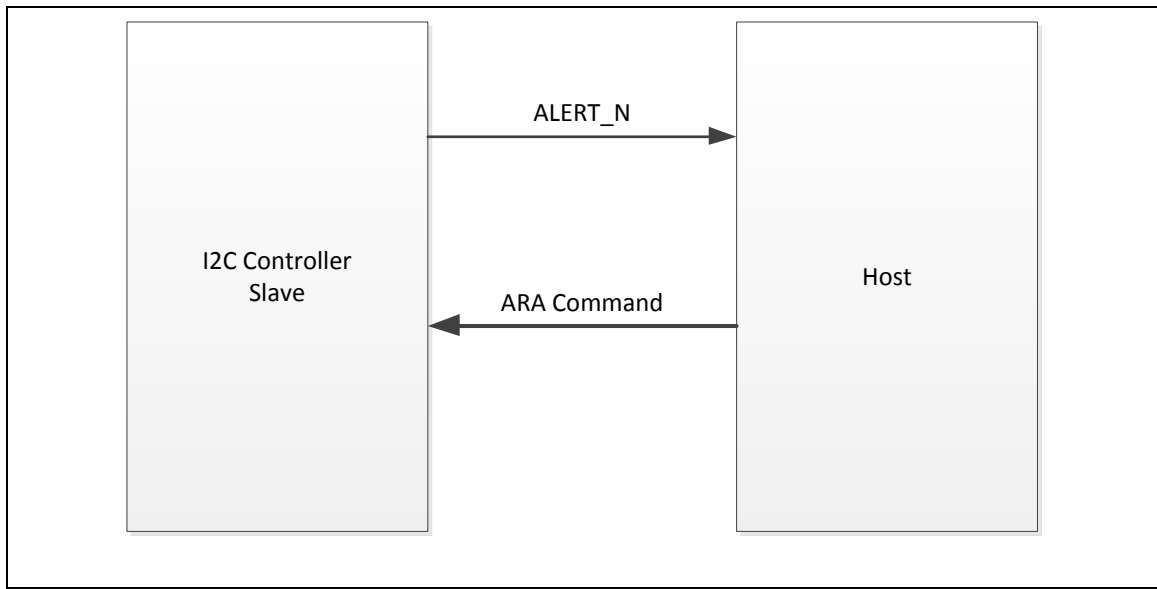 ALERT_N
I2C Controller
Slave
Host
ARA Command